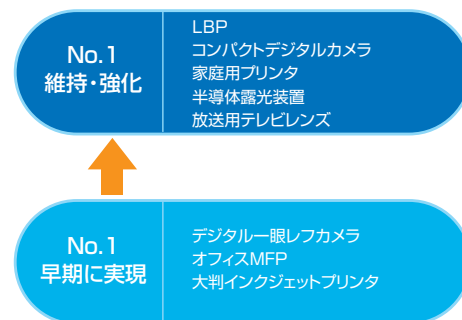 No.1
維持・強化
LBP
コンパクトデジタルカメラ
家庭用プリンタ
半導体露光装置
放送用テレビレンズ
No.1
早期に実現
デジタル一眼レフカメラ
オフィスMFP
大判インクジェットプリンタ